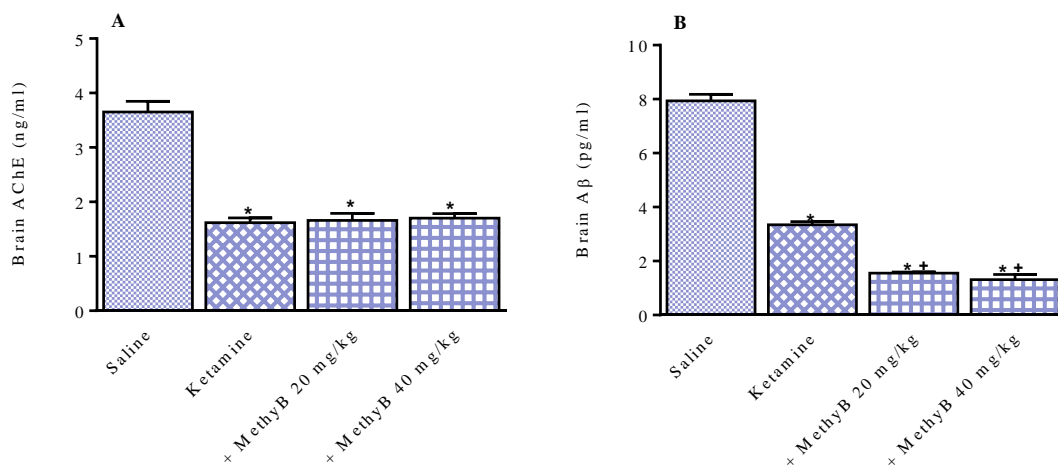 A
Brain AChE (ng/ml)
5
4
3
2
1
0
*
*
*
Saline
Ketamine
+ MethyB 20 mg/kg
+ MethyB 40 mg/kg
B
Brain Aβ (pg/ml)
10
8
6
4
2
0
*
* +
* +
Saline
Ketamine
+ MethyB 20 mg/kg
+ MethyB 40 mg/kg